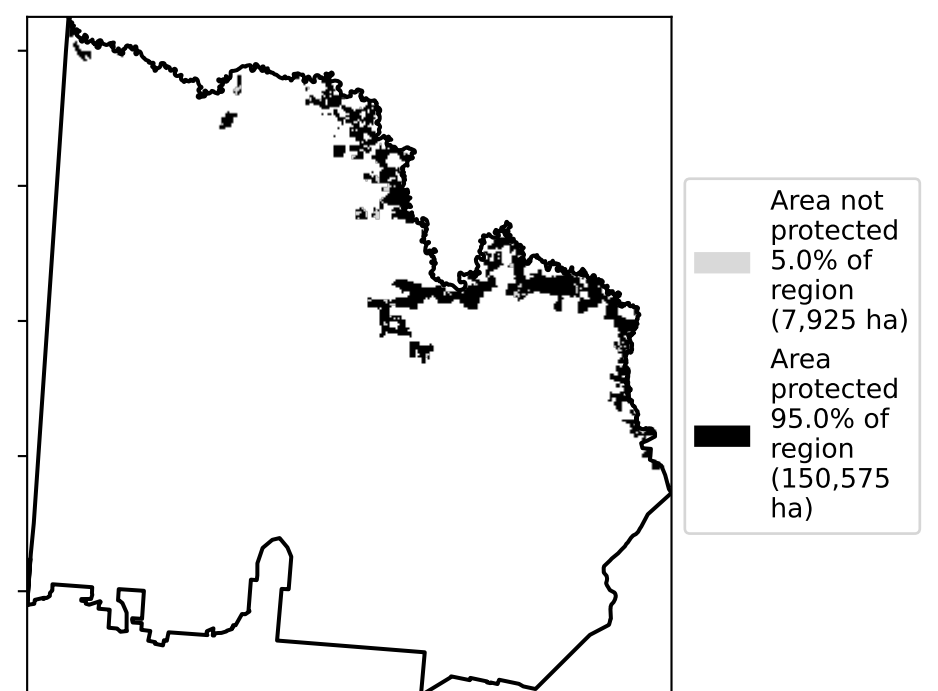 Area not
protected
5.0% of
region
(7,925 ha)
Area
protected
95.0% of
region
(150,575
ha)